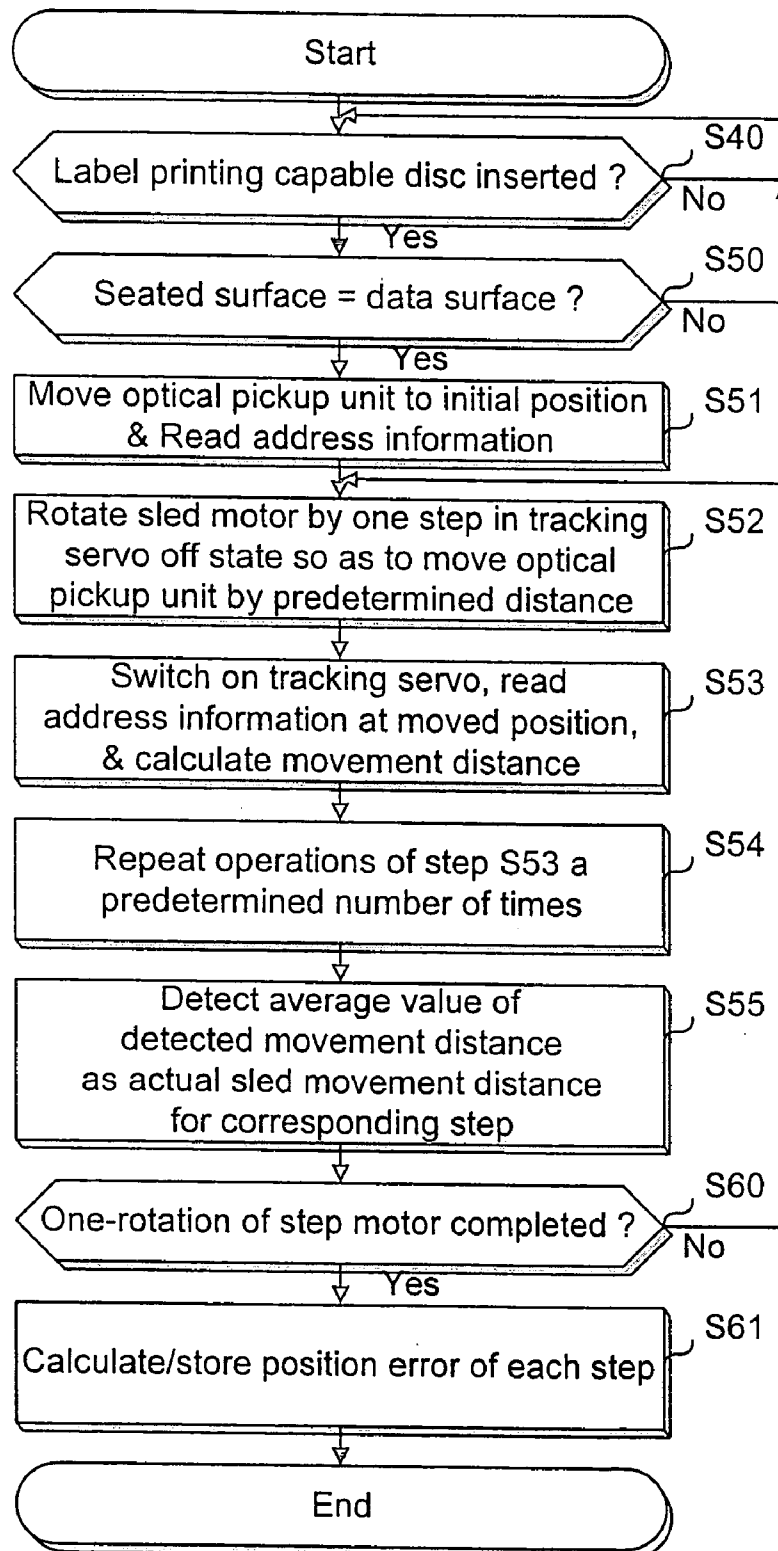 Start
S40
Label printing capable disc inserted ?
No
Yes
S50
Seated surface = data surface ?
No
Yes
S51
Move optical pickup unit to initial position
& Read address information
S52
Rotate sled motor by one step in tracking
servo off state so as to move optical
pickup unit by predetermined distance
S53
Switch on tracking servo, read
address information at moved position,
& calculate movement distance
S54
Repeat operations of step S53 a
predetermined number of times
S55
Detect average value of
detected movement distance
as actual sled movement distance
for corresponding step
S60
One-rotation of step motor completed ?
No
Yes
S61
Calculate/store position error of each step
End